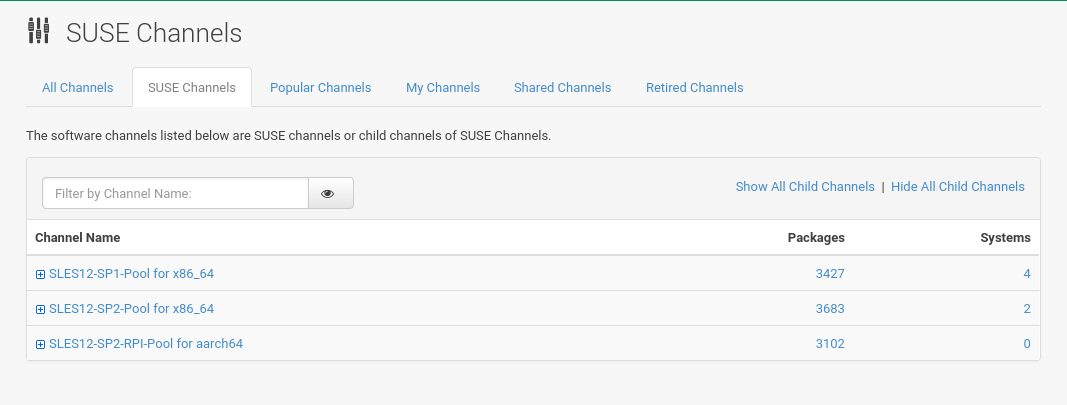 SUSE Channels
All Channels SUSE Channels Popular Channels My Channels Shared Channels Retired Channels
The software channels listed below are SUSE channels or child channels of SUSE Channels.
Filter by Channel Name: Show All Child Channels | Hide All Child Channels
Channel Name Packages Systems
SLES12-SP1-Pool for x86_64 3427 4
SLES12-SP2-Pool for x86_64 3683 2
SLES12-SP2-RPI-Pool for aarch64 3102 0